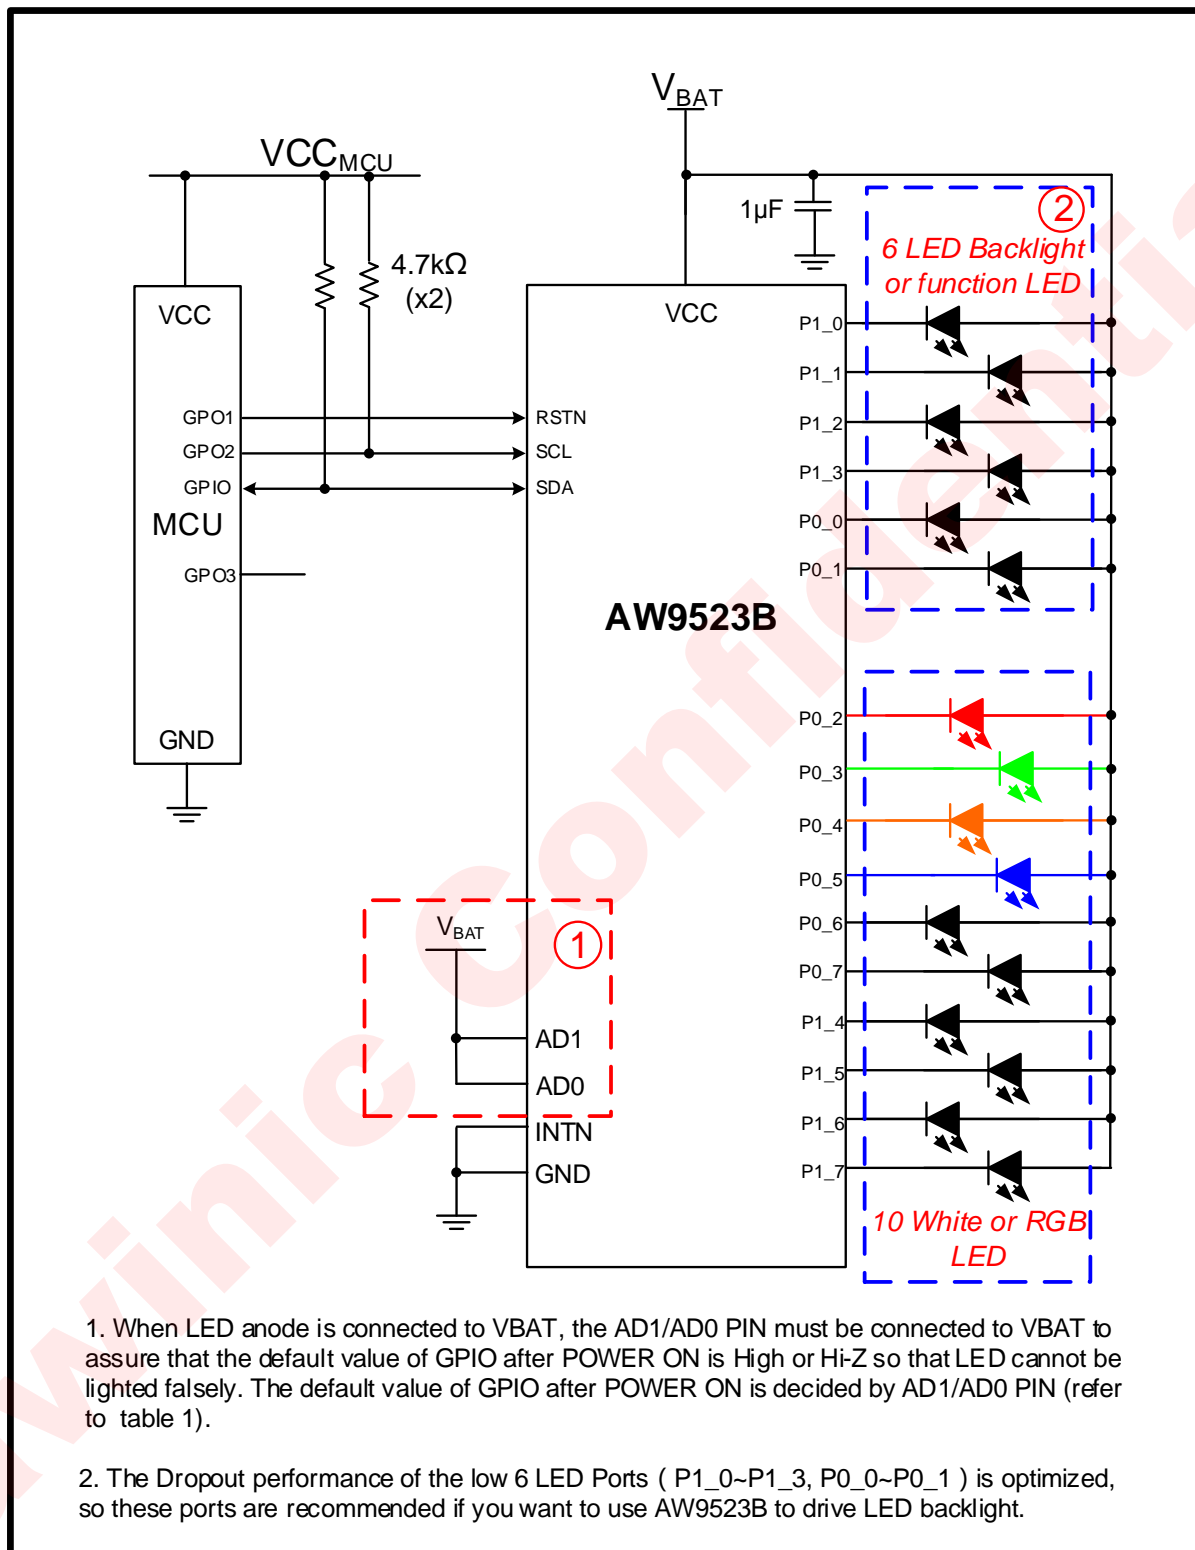 V_BAT
VCC_MCU
1µF
2
6 LED Backlight
or function LED
4.7kΩ
(x2)
VCC
VCC
P1_0
P1_1
P1_2
P1_3
P0_0
P0_1
GPO1
GPO2
GPIO
MCU
GPO3
GND
RSTN
SCL
SDA
AW9523B
P0_2
P0_3
P0_4
P0_5
P0_6
P0_7
P1_4
P1_5
P1_6
P1_7
V_BAT
1
AD1
AD0
INTN
GND
10 White or RGB
LED
1. When LED anode is connected to VBAT, the AD1/AD0 PIN must be connected to VBAT to
assure that the default value of GPIO after POWER ON is High or Hi-Z so that LED cannot be
lighted falsely. The default value of GPIO after POWER ON is decided by AD1/AD0 PIN (refer
to table 1).
2. The Dropout performance of the low 6 LED Ports ( P1_0~P1_3, P0_0~P0_1 ) is optimized,
so these ports are recommended if you want to use AW9523B to drive LED backlight.
awinic Confidential